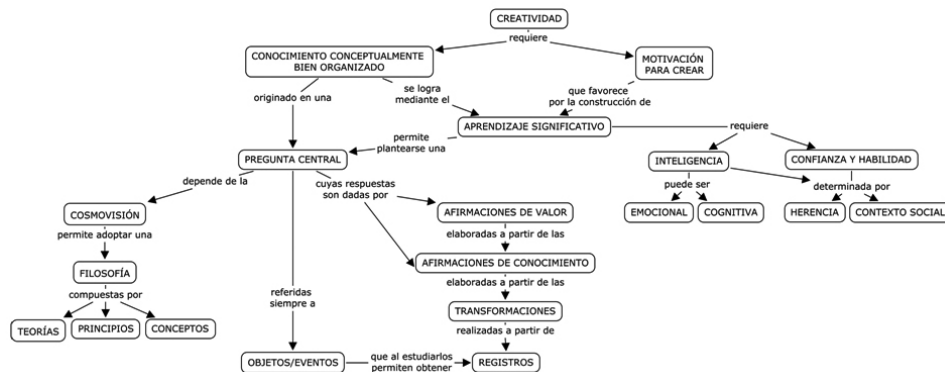 CREATIVIDAD
requiere
CONOCIMIENTO CONCEPTUALMENTE
BIEN ORGANIZADO
MOTIVACIÓN
PARA CREAR
originado en una
se logra
mediante el
que favorece
por la construcción de
APRENDIZAJE SIGNIFICATIVO
requiere
permite
plantearse una
PREGUNTA CENTRAL
INTELIGENCIA
CONFIANZA Y HABILIDAD
depende de la
cuyas respuestas
son dadas por
puede ser
determinada por
COSMOVISIÓN
AFIRMACIONES DE VALOR
EMOCIONAL
COGNITIVA
HERENCIA
CONTEXTO SOCIAL
permite adoptar una
elaboradas a partir de las
FILOSOFÍA
AFIRMACIONES DE CONOCIMIENTO
compuestas por
referidas
siempre a
elaboradas a partir de las
TEORÍAS
PRINCIPIOS
CONCEPTOS
TRANSFORMACIONES
realizadas a partir de
OBJETOS/EVENTOS
que al estudiarlos
permiten obtener
REGISTROS